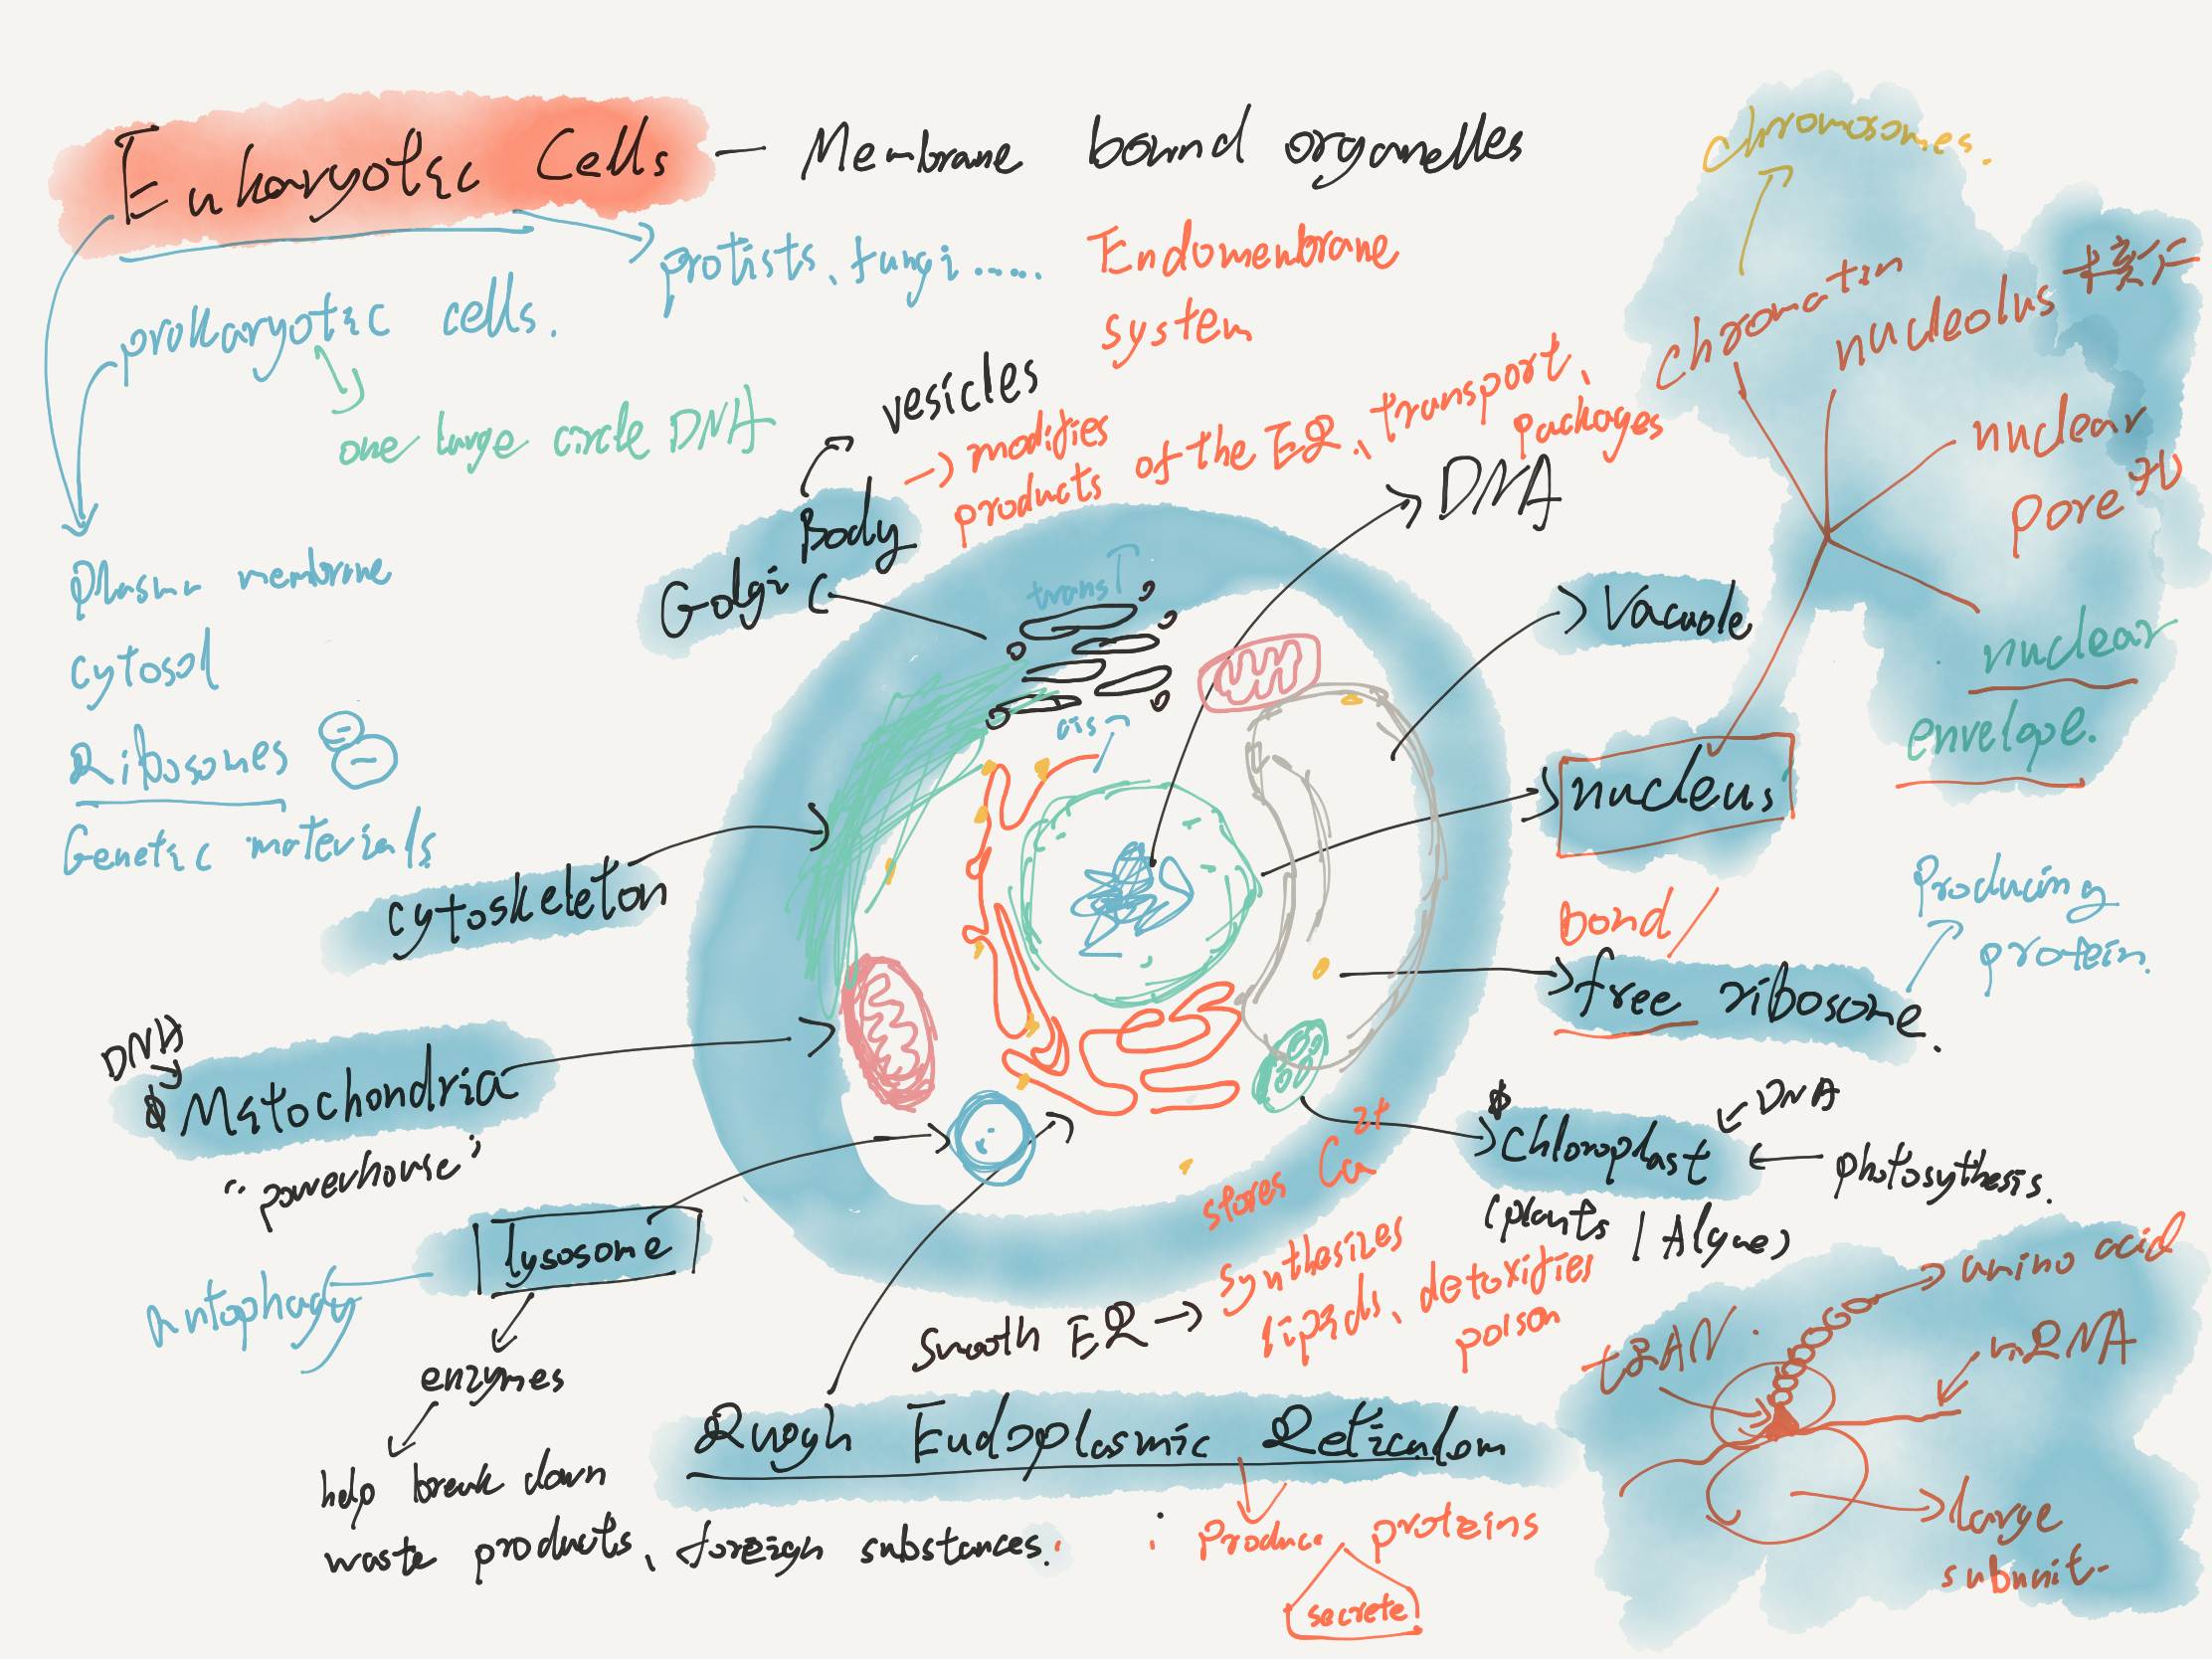 Eukaryotic Cells — Membrane bound organelles
protists、fungi......
prokaryotic cells.
one large circle DNA
Endomembrane
system
Plasma membrane
cytosol
Ribosomes
Genetic materials
vesicles
Golgi Body
→ modifies
products of the ER、transport、
packages
trans
cis
DNA
Vacuole
nucleus
chromosomes.
chromatin
nucleolus 核仁
nuclear
pore 孔
nuclear
envelope.
bond /
free ribosome.
Producing
protein.
cytoskeleton
DNA
Mitochondria
"powerhouse"
lysosome
Autophagy
enzymes
help break down
waste products、foreign substances.
DNA
Chloroplast
photosythesis.
(plants / Algae)
stores Ca 2+
Smooth ER → synthesizes
lipids、detoxifies
poison
Rough Endoplasmic Reticulom
: Produce proteins
secrete
amino acid
tRAN.
mRNA
large
subunit